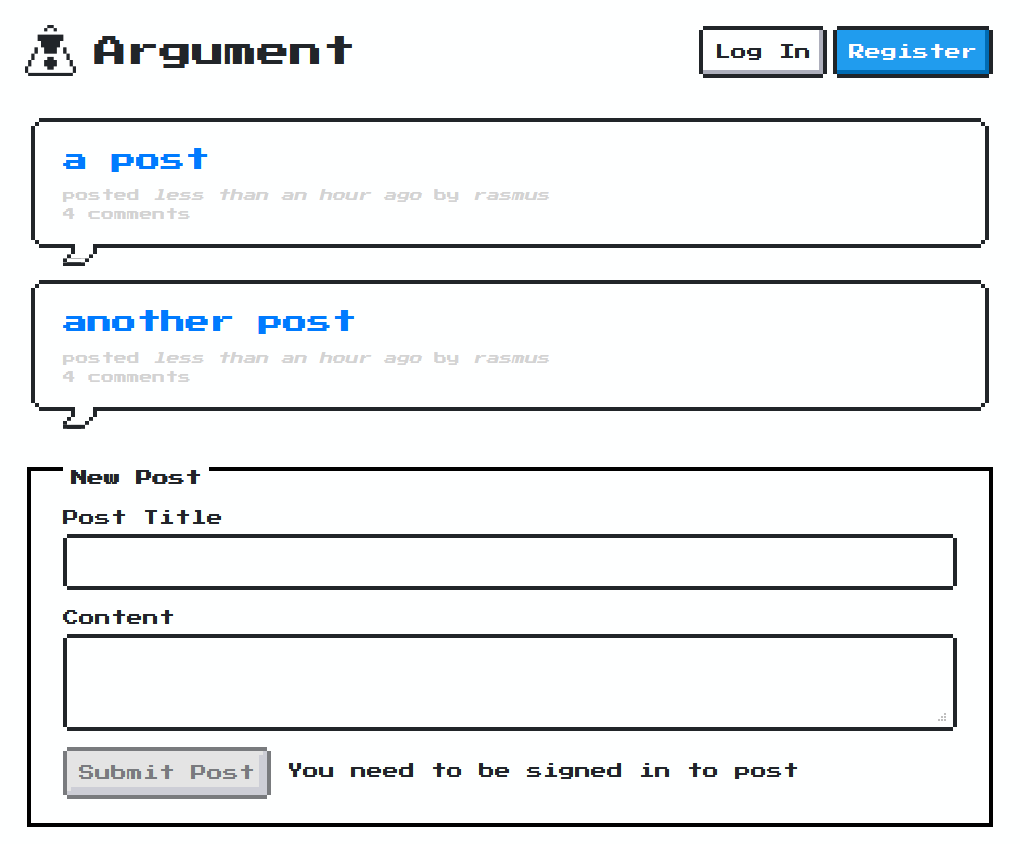 Argument
Log In
Register
a post
posted less than an hour ago by rasmus
4 comments
another post
posted less than an hour ago by rasmus
4 comments
New Post
Post Title
Content
Submit Post
You need to be signed in to post